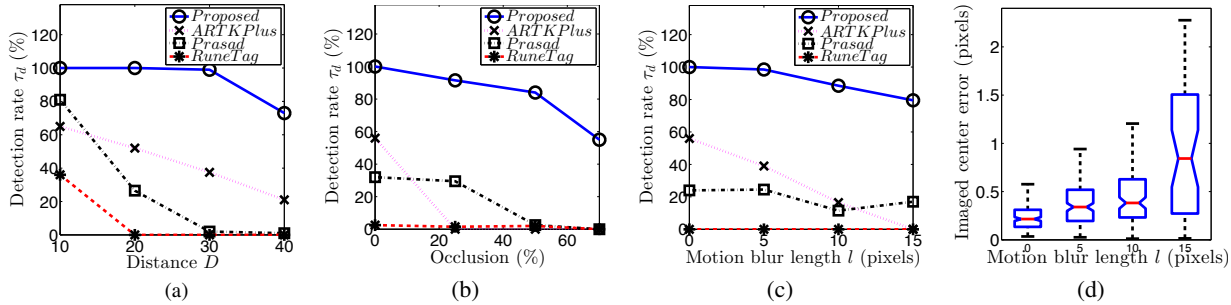 Detection rate τd (%)
120
100
80
60
40
20
0
10
20
30
40
Distance D
Proposed
ARTKPlus
Prasad
RuneTag
(a)
Detection rate τd (%)
120
100
80
60
40
20
0
0
20
40
60
Occlusion (%)
Proposed
ARTKPlus
Prasad
RuneTag
(b)
Detection rate τd (%)
120
100
80
60
40
20
0
0
5
10
15
Motion blur length l (pixels)
Proposed
ARTKPlus
Prasad
RuneTag
(c)
Imaged center error (pixels)
2
1.5
1
0.5
0
0
5
10
15
Motion blur length l (pixels)
(d)